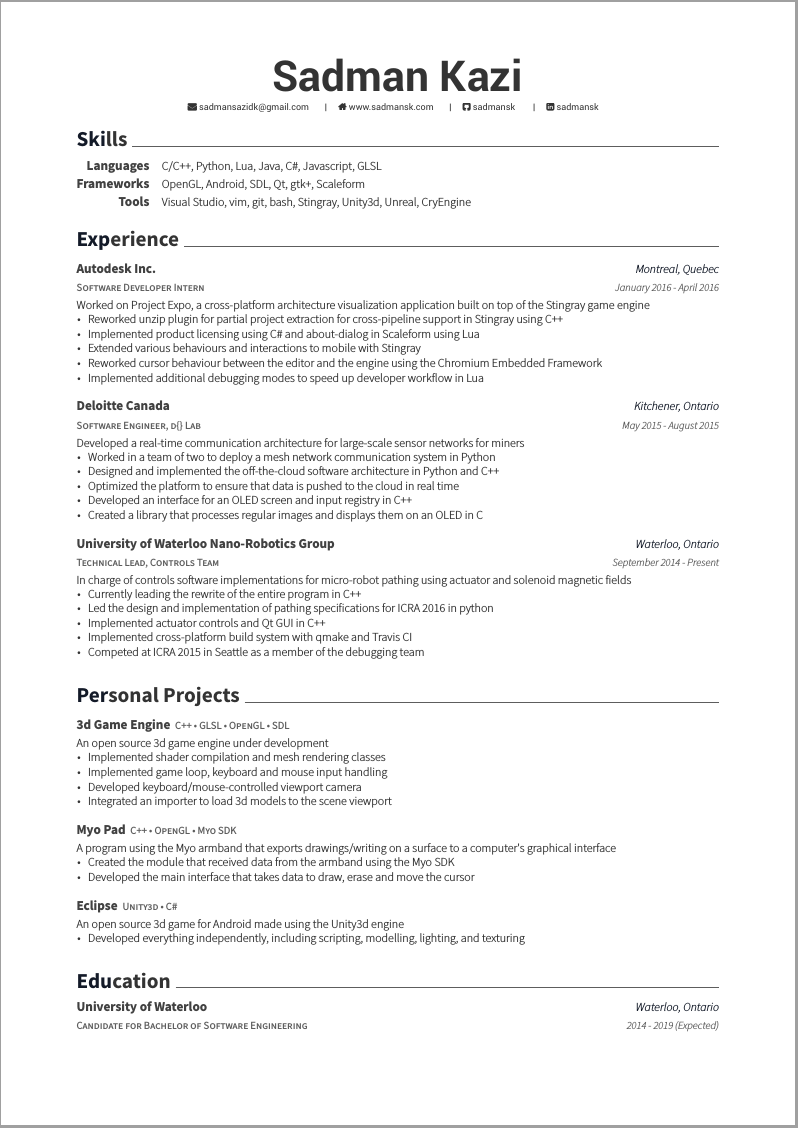 Sadman Kazi
sadmansazidk@gmail.com | www.sadmansk.com | sadmansk | sadmansk
Skills
Languages C/C++, Python, Lua, Java, C#, Javascript, GLSL
Frameworks OpenGL, Android, SDL, Qt, gtk+, Scaleform
Tools Visual Studio, vim, git, bash, Stingray, Unity3d, Unreal, CryEngine
Experience
Autodesk Inc. Montreal, Quebec
Software Developer Intern January 2016 - April 2016
Worked on Project Expo, a cross-platform architecture visualization application built on top of the Stingray game engine
• Reworked unzip plugin for partial project extraction for cross-pipeline support in Stingray using C++
• Implemented product licensing using C# and about-dialog in Scaleform using Lua
• Extended various behaviours and interactions to mobile with Stingray
• Reworked cursor behaviour between the editor and the engine using the Chromium Embedded Framework
• Implemented additional debugging modes to speed up developer workflow in Lua
Deloitte Canada Kitchener, Ontario
Software Engineer, d{} Lab May 2015 - August 2015
Developed a real-time communication architecture for large-scale sensor networks for miners
• Worked in a team of two to deploy a mesh network communication system in Python
• Designed and implemented the off-the-cloud software architecture in Python and C++
• Optimized the platform to ensure that data is pushed to the cloud in real time
• Developed an interface for an OLED screen and input registry in C++
• Created a library that processes regular images and displays them on an OLED in C
University of Waterloo Nano-Robotics Group Waterloo, Ontario
Technical Lead, Controls Team September 2014 - Present
In charge of controls software implementations for micro-robot pathing using actuator and solenoid magnetic fields
• Currently leading the rewrite of the entire program in C++
• Led the design and implementation of pathing specifications for ICRA 2016 in python
• Implemented actuator controls and Qt GUI in C++
• Implemented cross-platform build system with qmake and Travis CI
• Competed at ICRA 2015 in Seattle as a member of the debugging team
Personal Projects
3d Game Engine C++ • GLSL • OpenGL • SDL
An open source 3d game engine under development
• Implemented shader compilation and mesh rendering classes
• Implemented game loop, keyboard and mouse input handling
• Developed keyboard/mouse-controlled viewport camera
• Integrated an importer to load 3d models to the scene viewport
Myo Pad C++ • OpenGL • Myo SDK
A program using the Myo armband that exports drawings/writing on a surface to a computer's graphical interface
• Created the module that received data from the armband using the Myo SDK
• Developed the main interface that takes data to draw, erase and move the cursor
Eclipse Unity3D • C#
An open source 3d game for Android made using the Unity3d engine
• Developed everything independently, including scripting, modelling, lighting, and texturing
Education
University of Waterloo Waterloo, Ontario
Candidate for Bachelor of Software Engineering 2014 - 2019 (Expected)